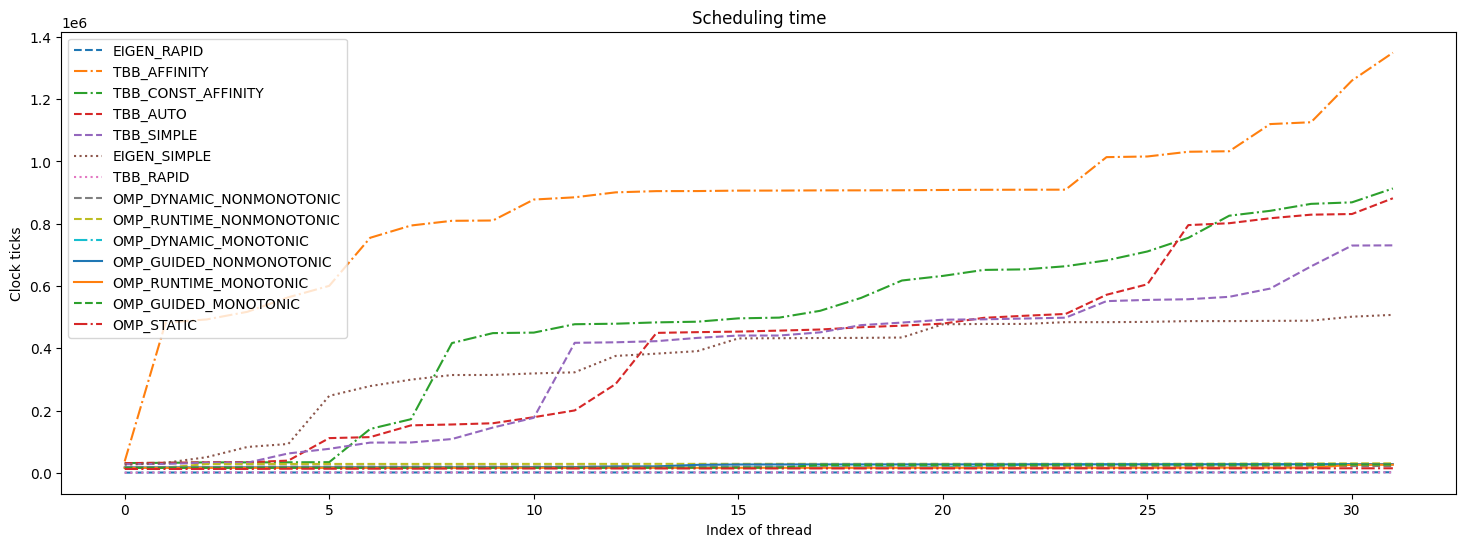 Scheduling time
1e6
1.4
1.2
1.0
0.8
0.6
0.4
0.2
0.0
Clock ticks
EIGEN_RAPID
TBB_AFFINITY
TBB_CONST_AFFINITY
TBB_AUTO
TBB_SIMPLE
EIGEN_SIMPLE
TBB_RAPID
OMP_DYNAMIC_NONMONOTONIC
OMP_RUNTIME_NONMONOTONIC
OMP_DYNAMIC_MONOTONIC
OMP_GUIDED_NONMONOTONIC
OMP_RUNTIME_MONOTONIC
OMP_GUIDED_MONOTONIC
OMP_STATIC
0 5 10 15 20 25 30
Index of thread